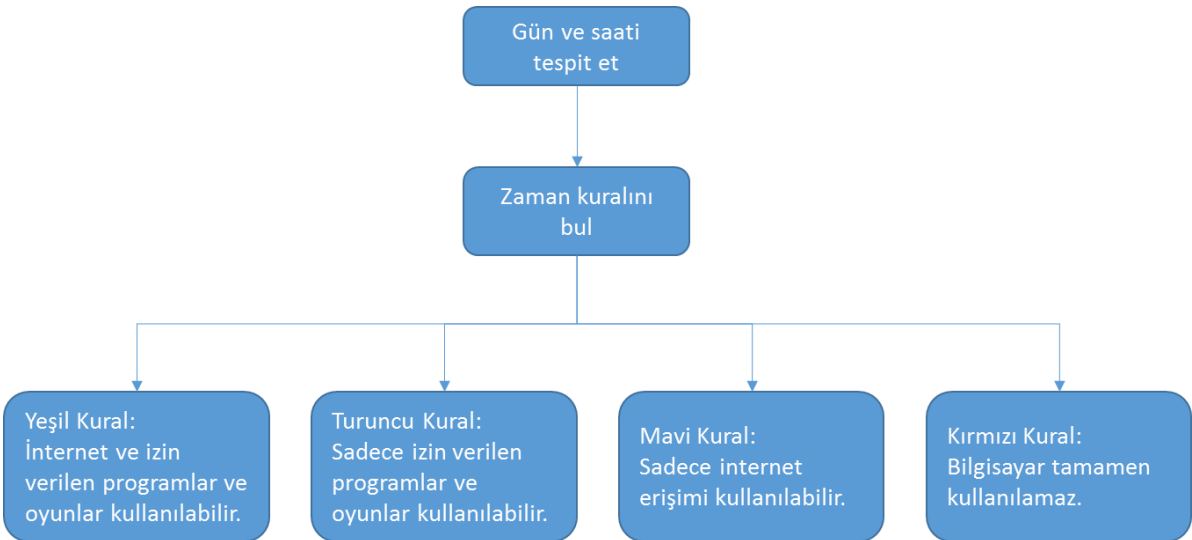 Gün ve saati
tespit et
Zaman kuralını
bul
Yeşil Kural:
İnternet ve izin
verilen programlar ve
oyunlar kullanılabilir.
Turuncu Kural:
Sadece izin verilen
programlar ve
oyunlar kullanılabilir.
Mavi Kural:
Sadece internet
erişimi kullanılabilir.
Kırmızı Kural:
Bilgisayar tamamen
kullanılamaz.